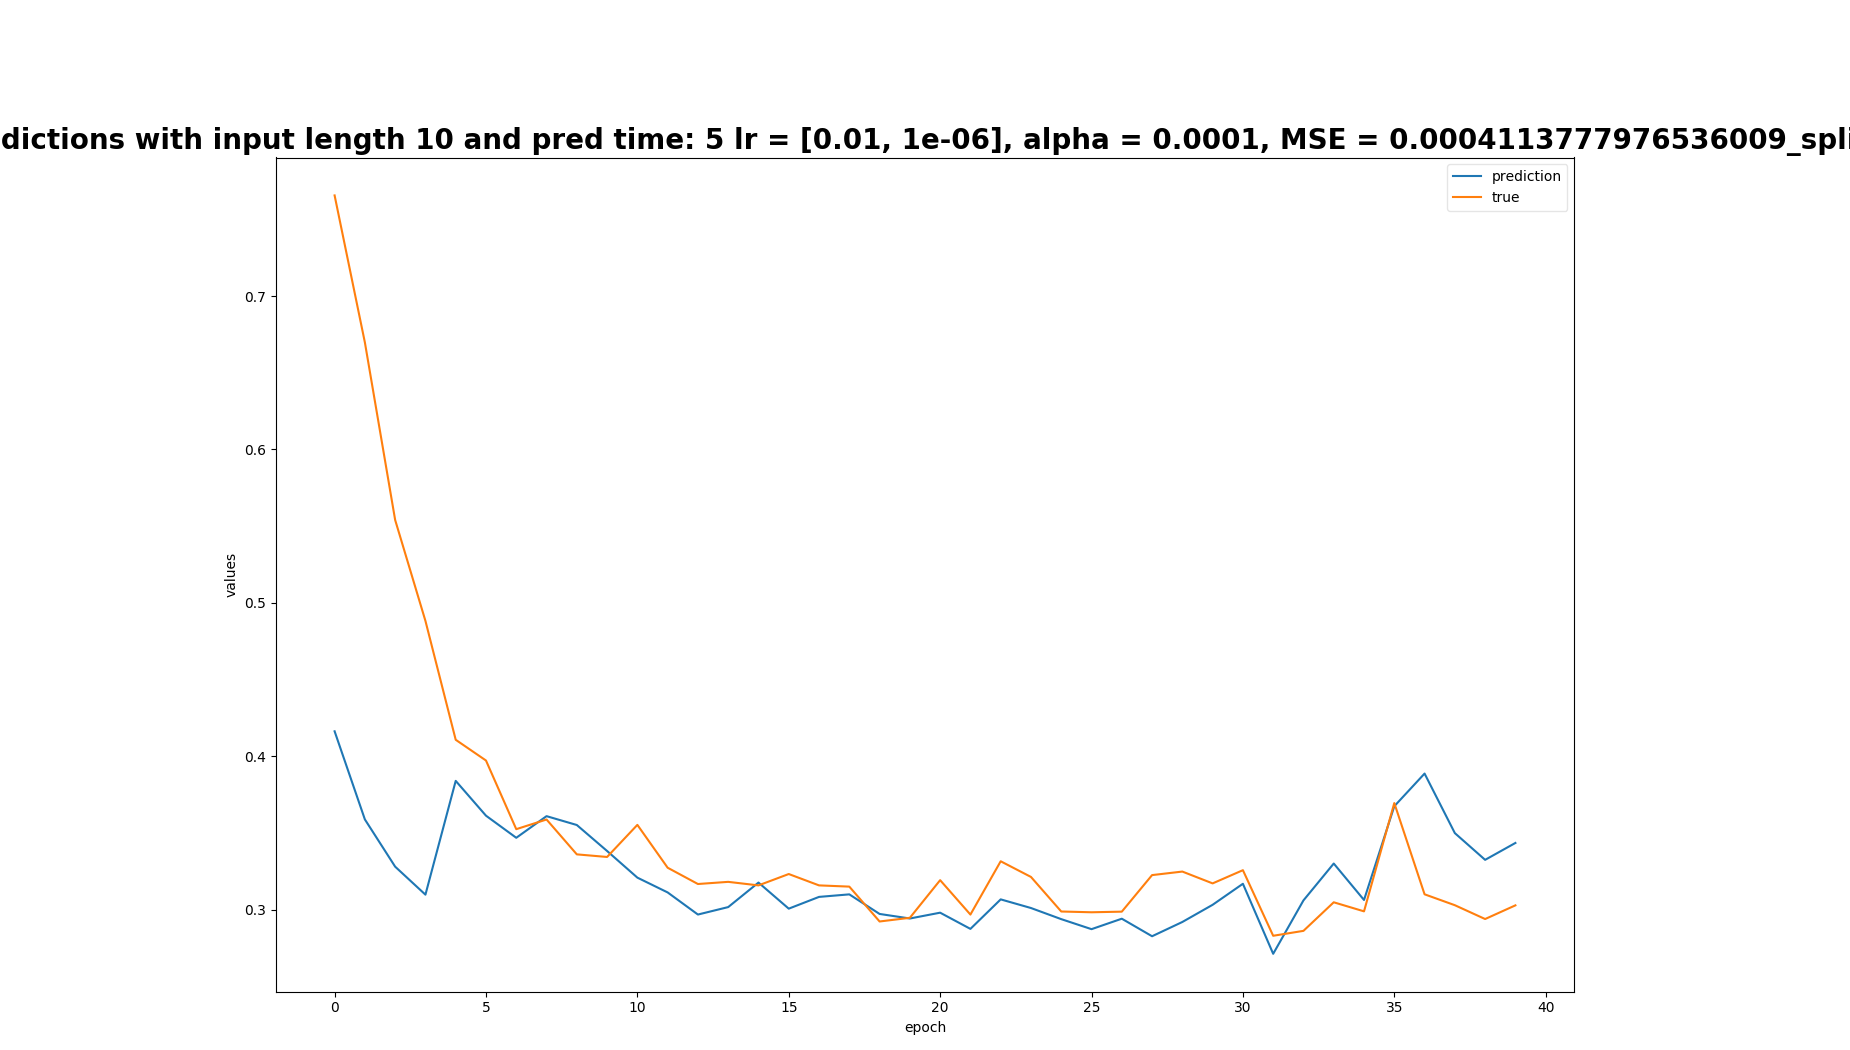 dictions with input length 10 and pred time: 5 lr = [0.01, 1e-06], alpha = 0.0001, MSE = 0.0004113777976536009_spli
prediction
true
0.7
0.6
0.5
0.4
0.3
values
0
5
10
15
20
25
30
35
40
epoch